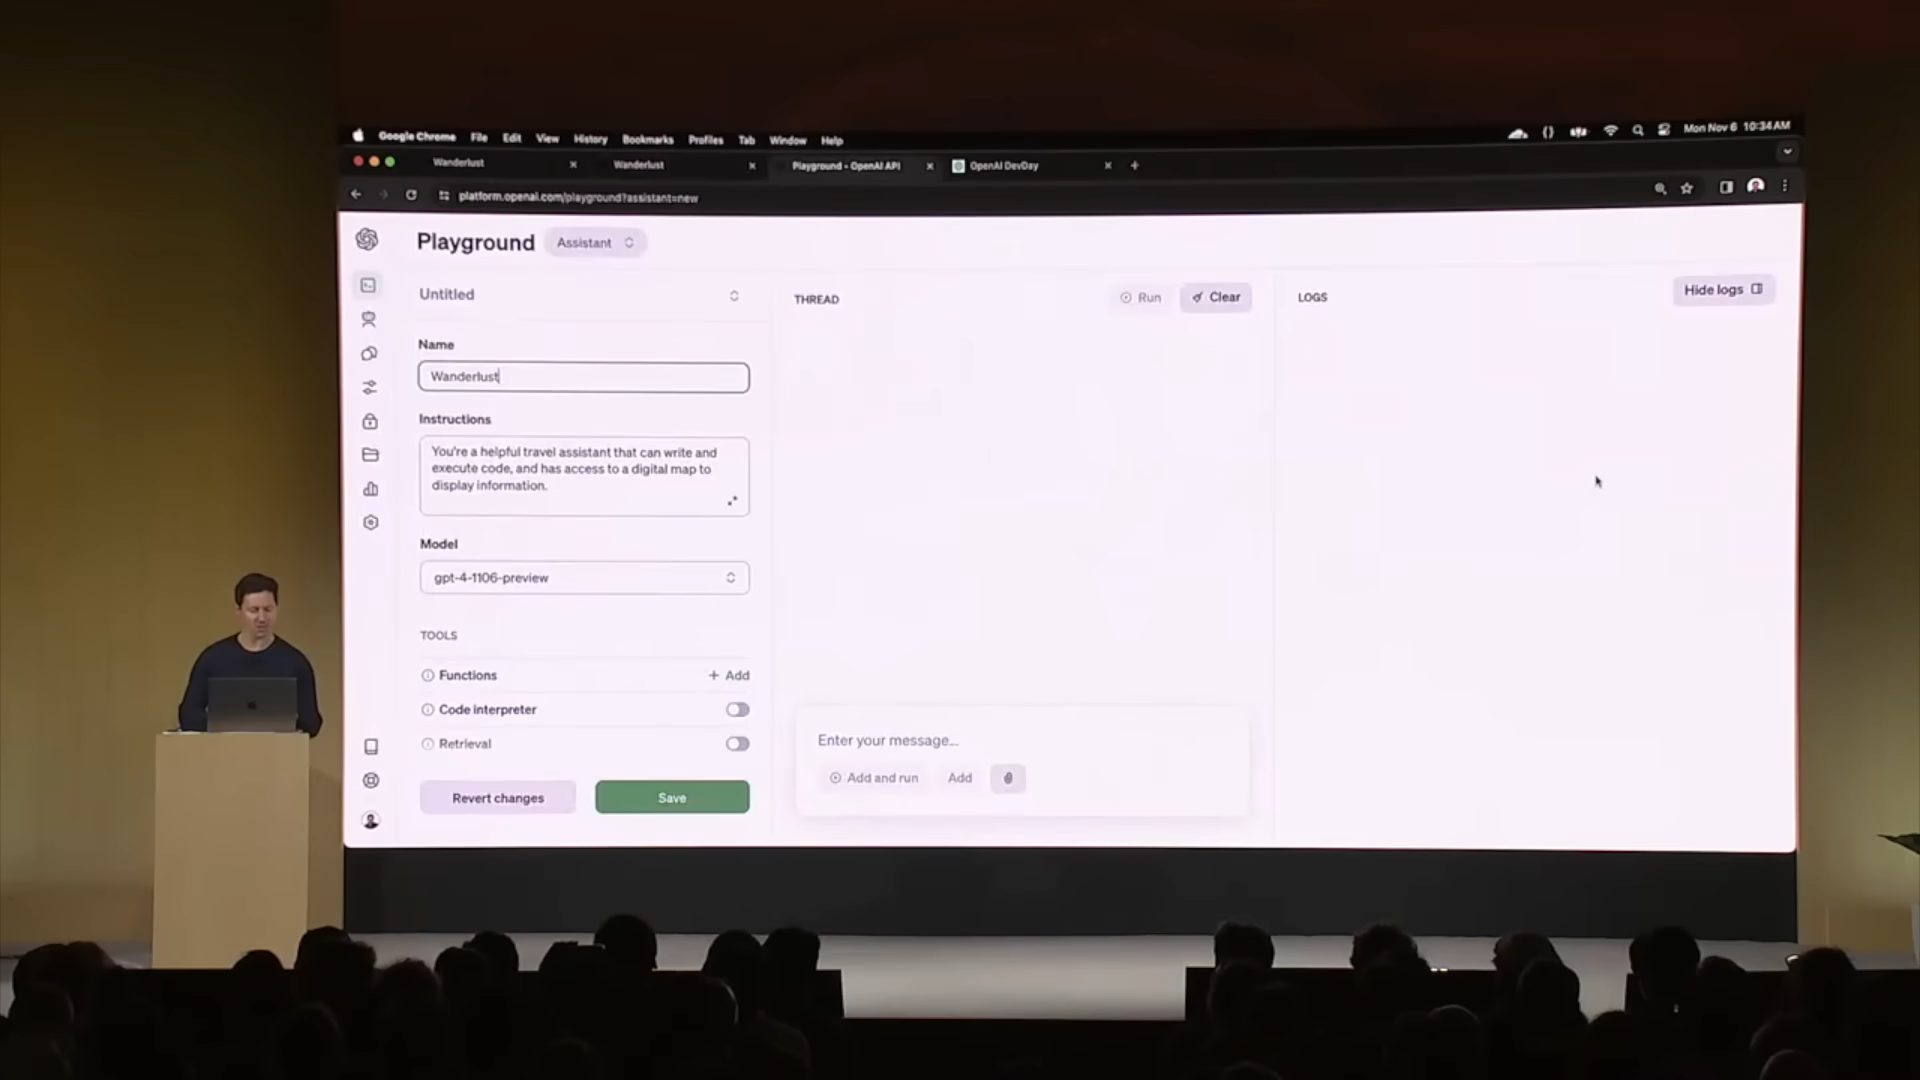 Google Chrome File Edit View History Bookmarks Profiles Tab Window Help Mon Nov 6 10:34 AM
Wanderlust Wanderlust Playground - OpenAI API OpenAI DevDay
platform.openai.com/playground?assistant=new
Playground Assistant
Untitled
Name
Wanderlust
Instructions
You're a helpful travel assistant that can write and
execute code, and has access to a digital map to
display information.
Model
gpt-4-1106-preview
TOOLS
Functions + Add
Code interpreter
Retrieval
Revert changes Save
THREAD Run Clear
Enter your message...
Add and run Add
LOGS Hide logs